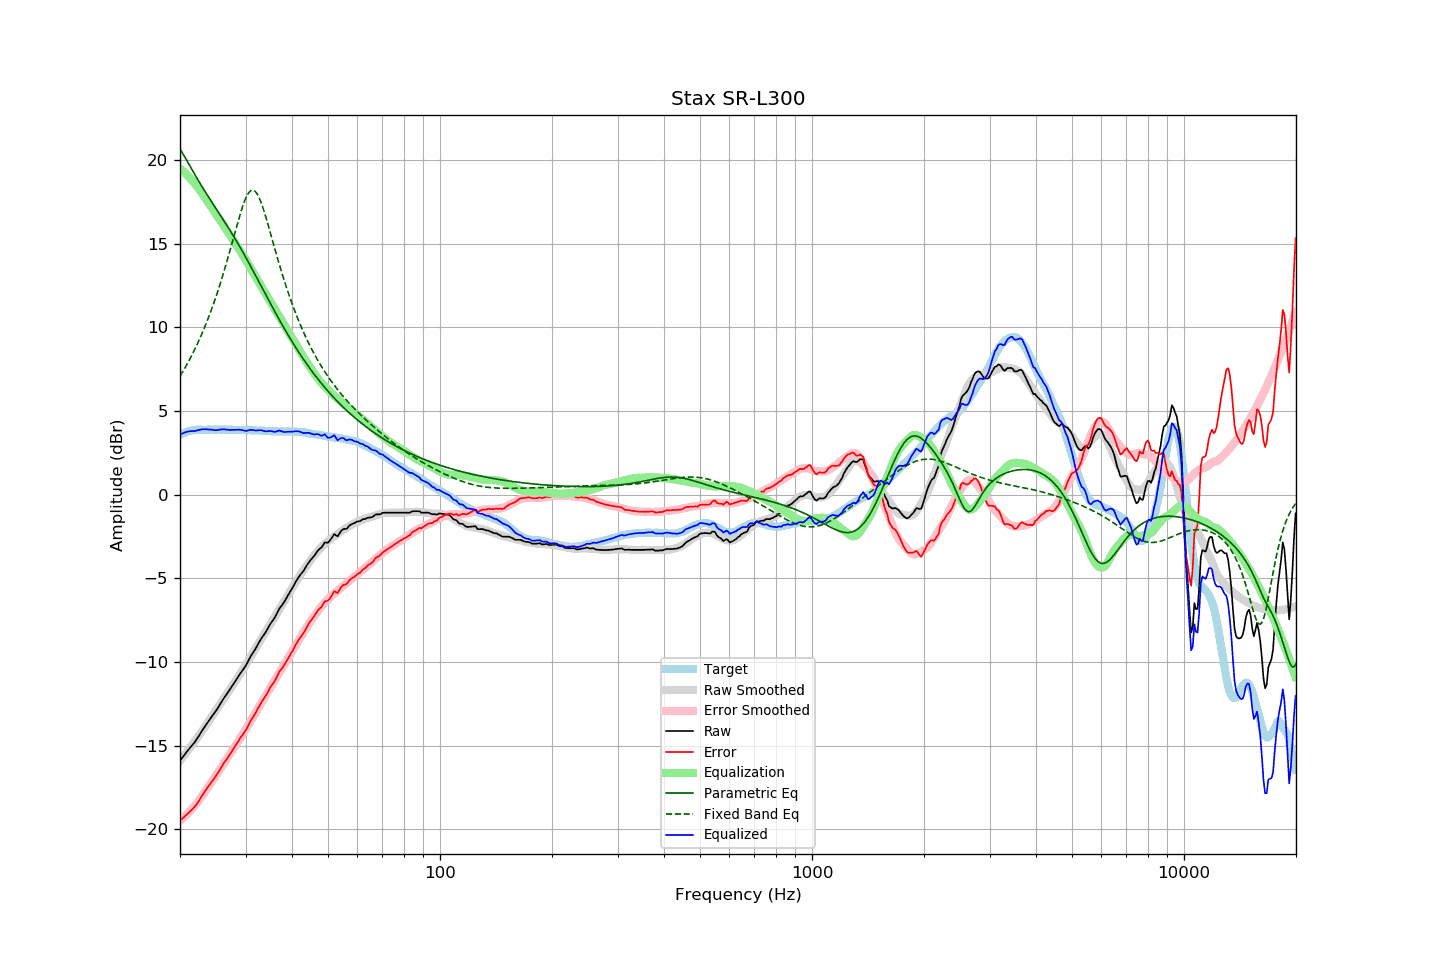 Stax SR-L300
Amplitude (dBr)
20
15
10
5
0
−5
−10
−15
−20
Target
Raw Smoothed
Error Smoothed
Raw
Error
Equalization
Parametric Eq
Fixed Band Eq
Equalized
100
1000
10000
Frequency (Hz)